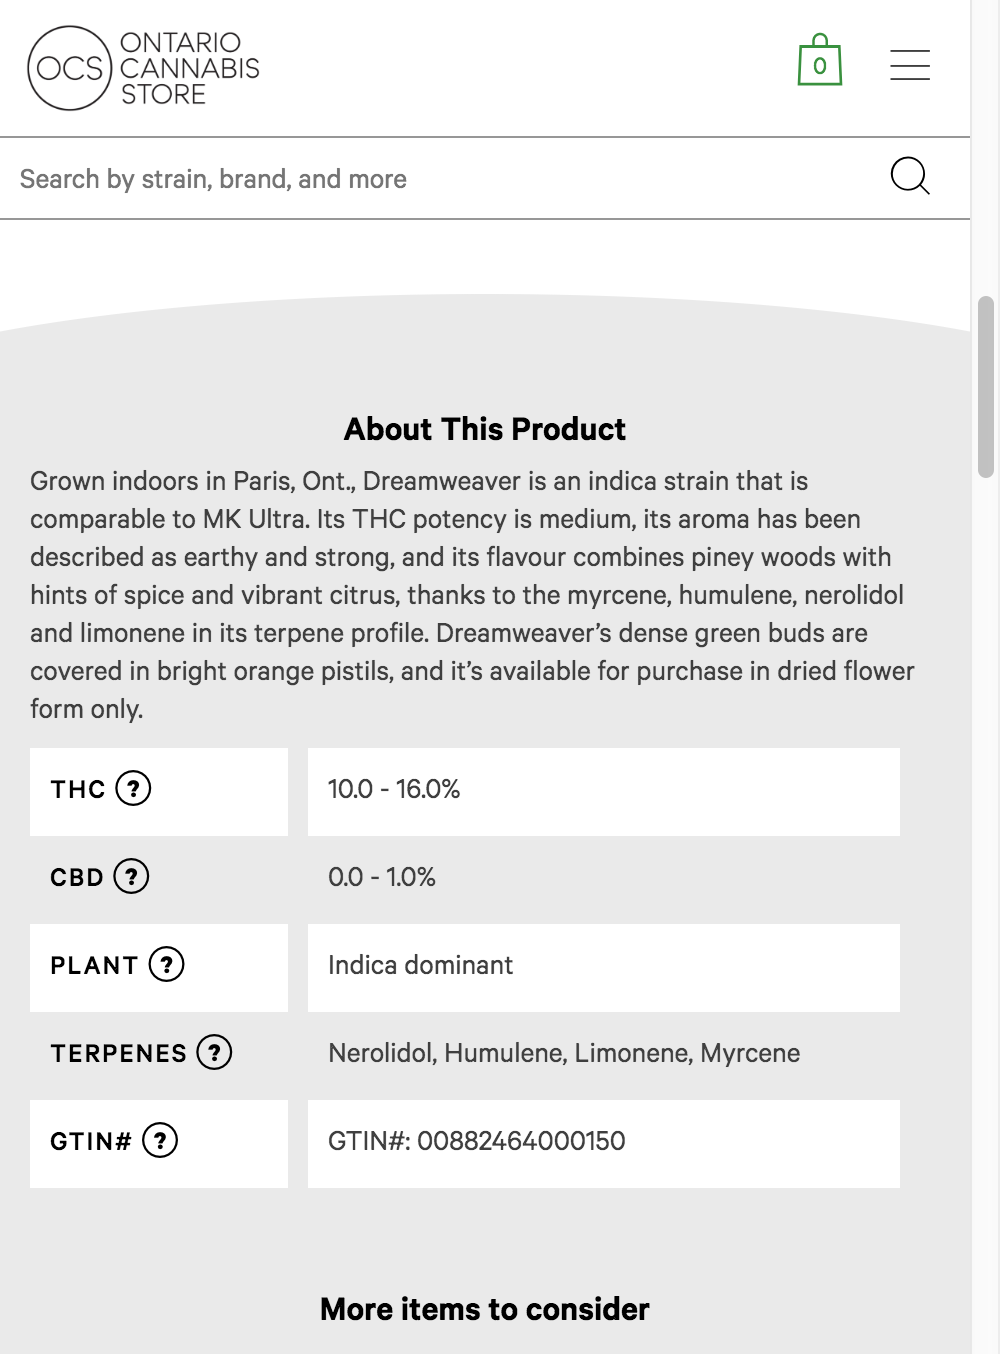 OCS
ONTARIO
CANNABIS
STORE
0
Search by strain, brand, and more
About This Product
Grown indoors in Paris, Ont., Dreamweaver is an indica strain that is
comparable to MK Ultra. Its THC potency is medium, its aroma has been
described as earthy and strong, and its flavour combines piney woods with
hints of spice and vibrant citrus, thanks to the myrcene, humulene, nerolidol
and limonene in its terpene profile. Dreamweaver’s dense green buds are
covered in bright orange pistils, and it’s available for purchase in dried flower
form only.
THC ? 10.0 - 16.0%
CBD ? 0.0 - 1.0%
PLANT ? Indica dominant
TERPENES ? Nerolidol, Humulene, Limonene, Myrcene
GTIN# ? GTIN#: 00882464000150
More items to consider